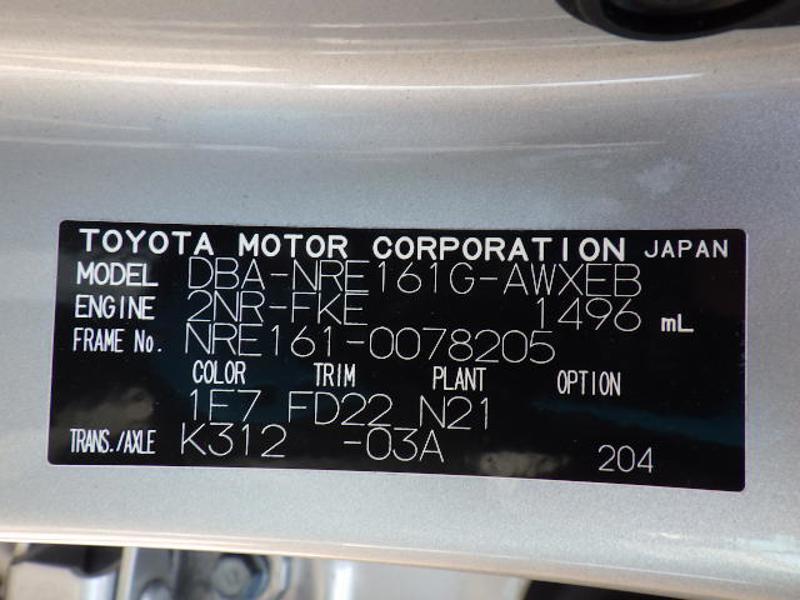 TOYOTA MOTOR CORPORATION JAPAN
MODEL DBA-NRE161G-AWXEB
ENGINE 2NR-FKE 1496 mL
FRAME No. NRE161-0078205
COLOR TRIM PLANT OPTION
1F7 FD22 N21
TRANS./AXLE K312 -03A 204